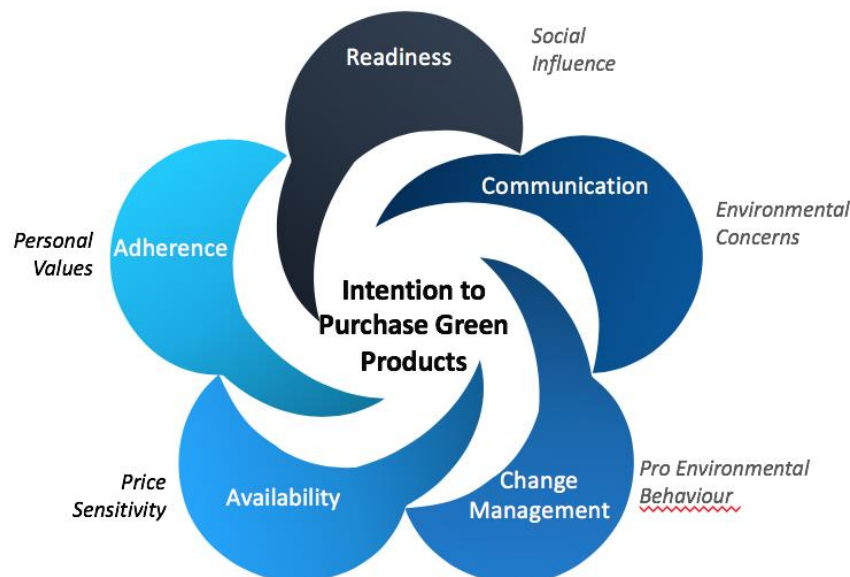 Readiness
Social
Influence
Communication
Environmental
Concerns
Personal
Values
Adherence
Intention to
Purchase Green
Products
Price
Sensitivity
Availability
Change
Management
Pro Environmental
Behaviour